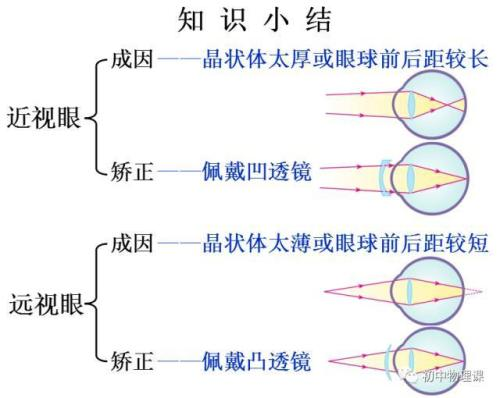 知识小结
成因——晶状体太厚或眼球前后距较长
近视眼
矫正——佩戴凹透镜
成因——晶状体太薄或眼球前后距较短
远视眼
矫正——佩戴凸透镜
初中物理课